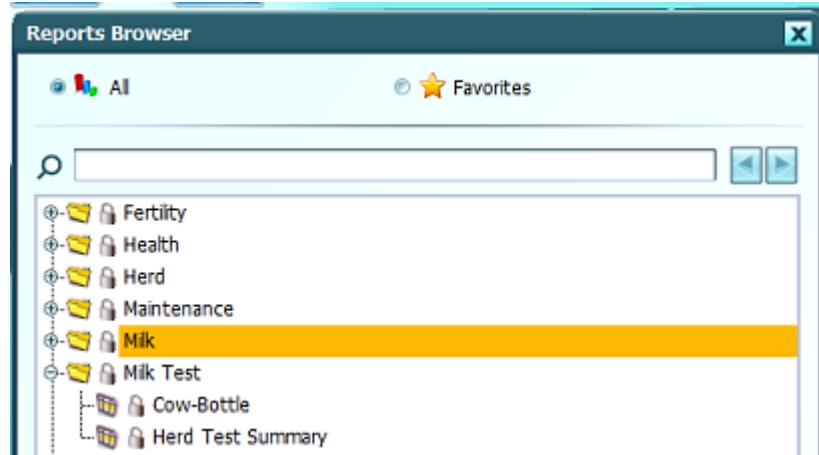 Reports Browser
All Favorites
Fertility
Health
Herd
Maintenance
Milk
Milk Test
Cow-Bottle
Herd Test Summary